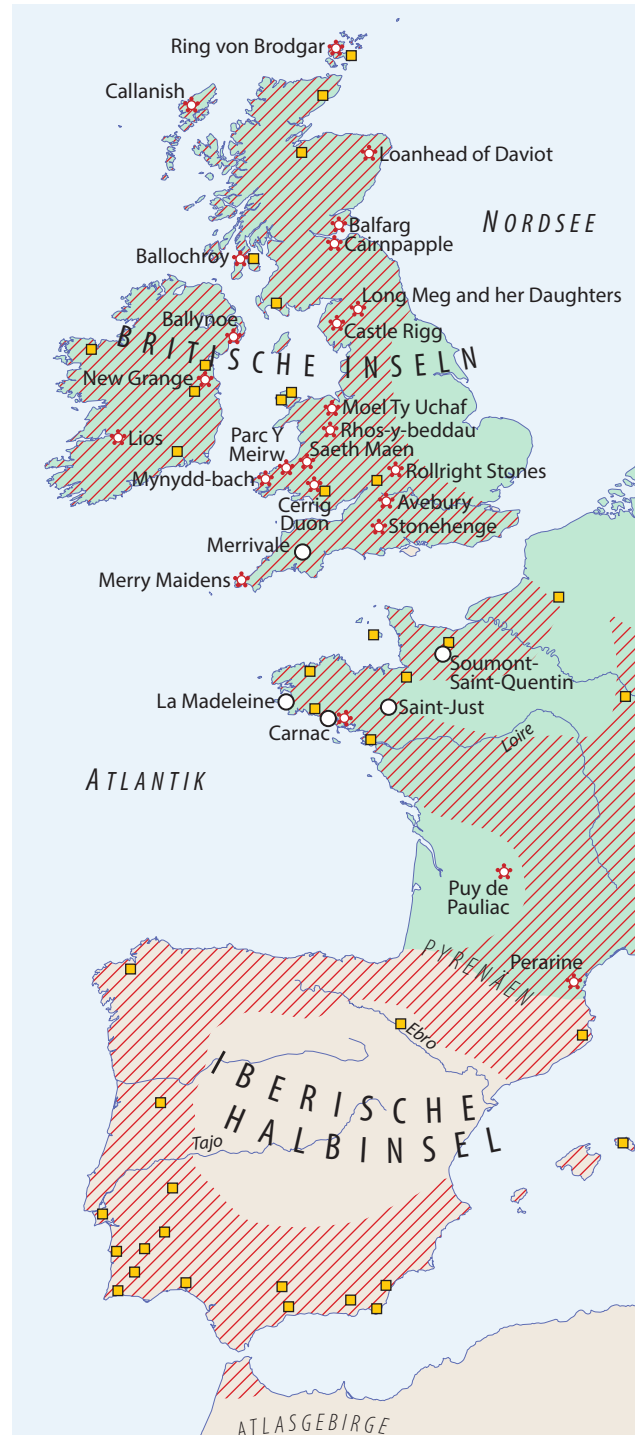 Ring von Brodgar
Callanish
Loanhead of Daviot
NORDSEE
Balfarg
Cairnpapple
Ballochroy
Long Meg and her Daughters
Ballynoe
Castle Rigg
BRITISCHE INSELN
New Grange
Moel Ty Uchaf
Rhos-y-beddau
Parc Y
Meirw
Saeth Maen
Lios
Rollright Stones
Mynydd-bach
Avebury
Cerrig
Duon
Stonehenge
Merrivale
Merry Maidens
Soumont-
Saint-Quentin
La Madeleine
Saint-Just
Carnac
Loire
ATLANTIK
Puy de
Pauliac
PYRENÄEN
Perarine
Ebro
IBERISCHE
HALBINSEL
Tajo
ATLASGEBIRGE